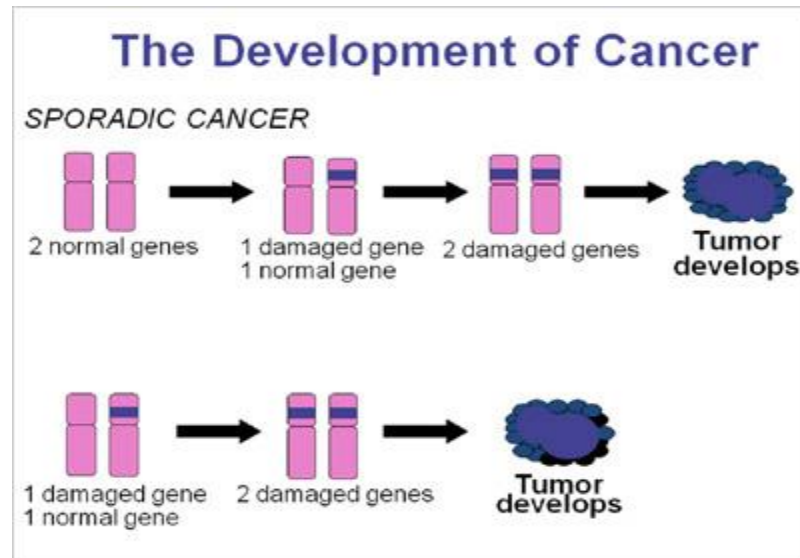 The Development of Cancer
SPORADIC CANCER
2 normal genes
1 damaged gene
1 normal gene
2 damaged genes
Tumor
develops
1 damaged gene
1 normal gene
2 damaged genes
Tumor
develops